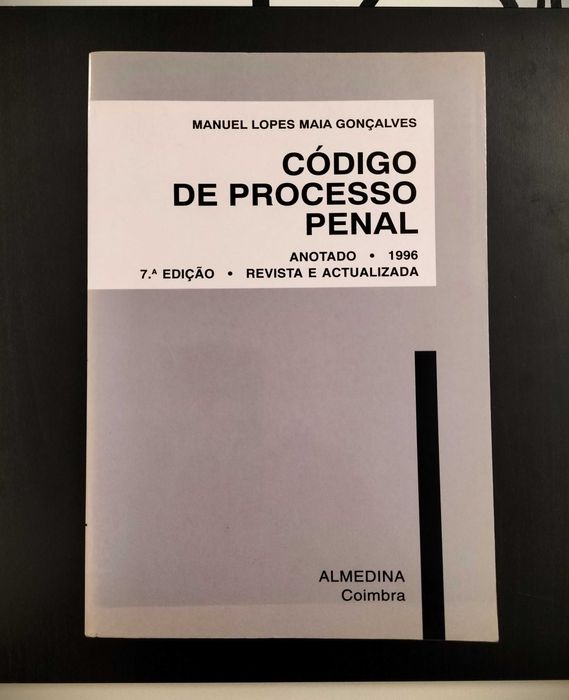 MANUEL LOPES MAIA GONÇALVES
CÓDIGO
DE PROCESSO
PENAL
ANOTADO • 1996
7.ª EDIÇÃO • REVISTA E ACTUALIZADA
ALMEDINA
Coimbra